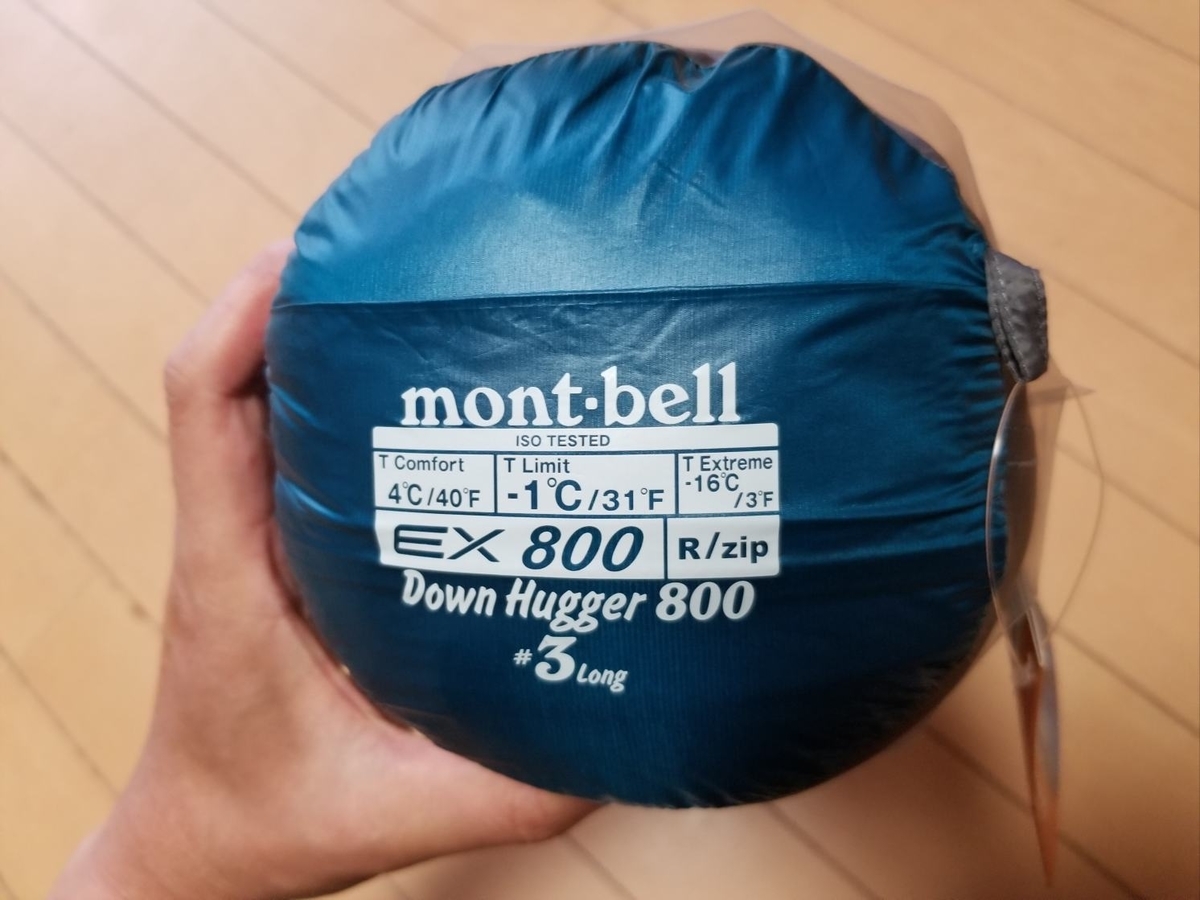 mont·bell
ISO TESTED
T Comfort T Limit T Extreme
4℃/40°F -1℃/31°F -16℃/3°F
EX 800 R/zip
Down Hugger 800
#3 Long